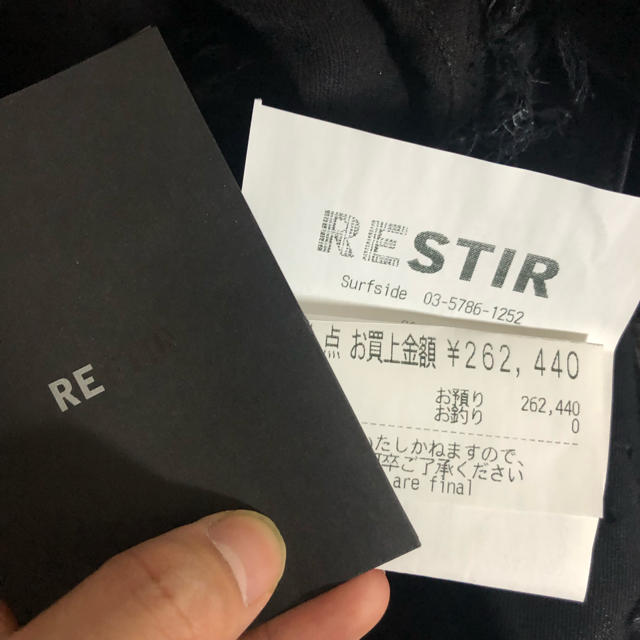 RESTIR
Surfside 03-5786-1252
点 お買上金額 ¥262,440
お預り 262,440
お釣り 0
いたしかねますので、
卒ご了承ください
are final
RE